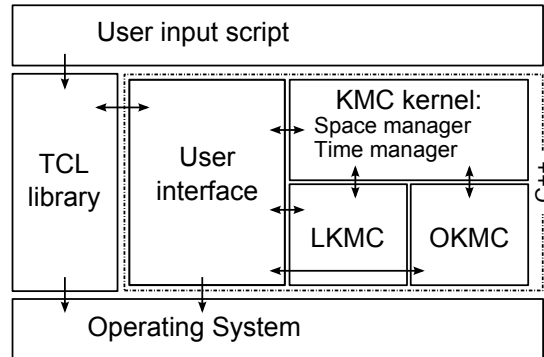 User input script
TCL
library
User
interface
KMC kernel:
Space manager
Time manager
C++
LKMC
OKMC
Operating System